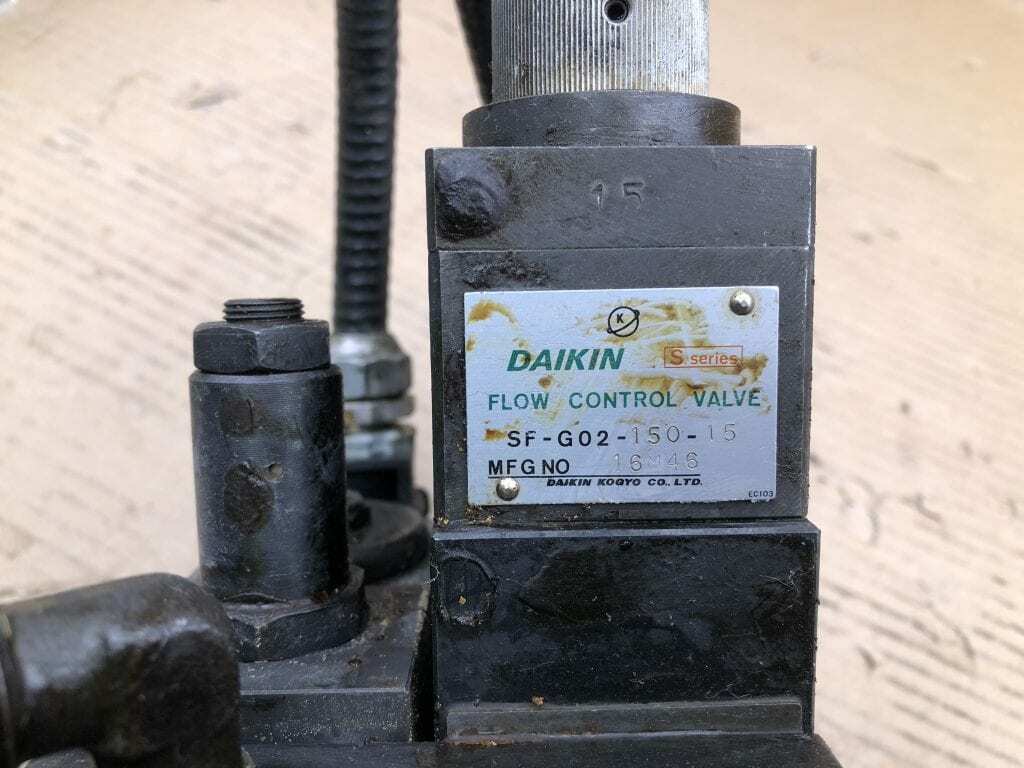 15
K
DAIKIN S series
FLOW CONTROL VALVE
SF-G02-150-15
MFG NO
DAIKIN KOGYO CO., LTD.
EC103